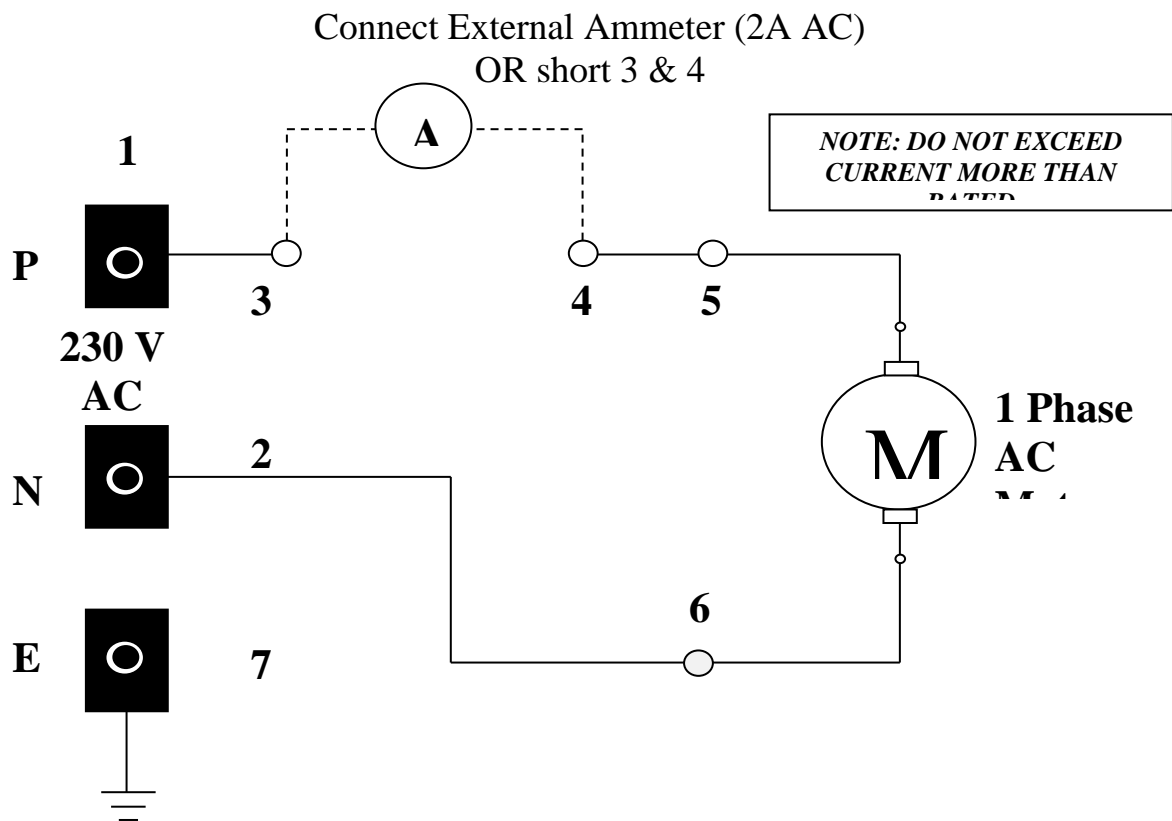 Connect External Ammeter (2A AC)
OR short 3 & 4
A
NOTE: DO NOT EXCEED
CURRENT MORE THAN
RATED
1
P
3
4
5
230 V
AC
1 Phase
AC
M
2
N
6
E
7